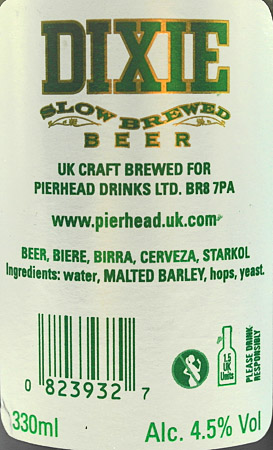 DIXIE
SLOW BREWED
BEER
UK CRAFT BREWED FOR
PIERHEAD DRINKS LTD. BR8 7PA
www.pierhead.uk.com
BEER, BIERE, BIRRA, CERVEZA, STARKOL
Ingredients: water, MALTED BARLEY, hops, yeast.
1.5
UK
Units
PLEASE DRINK
RESPONSIBLY
0 823932 7
330ml Alc. 4.5% Vol